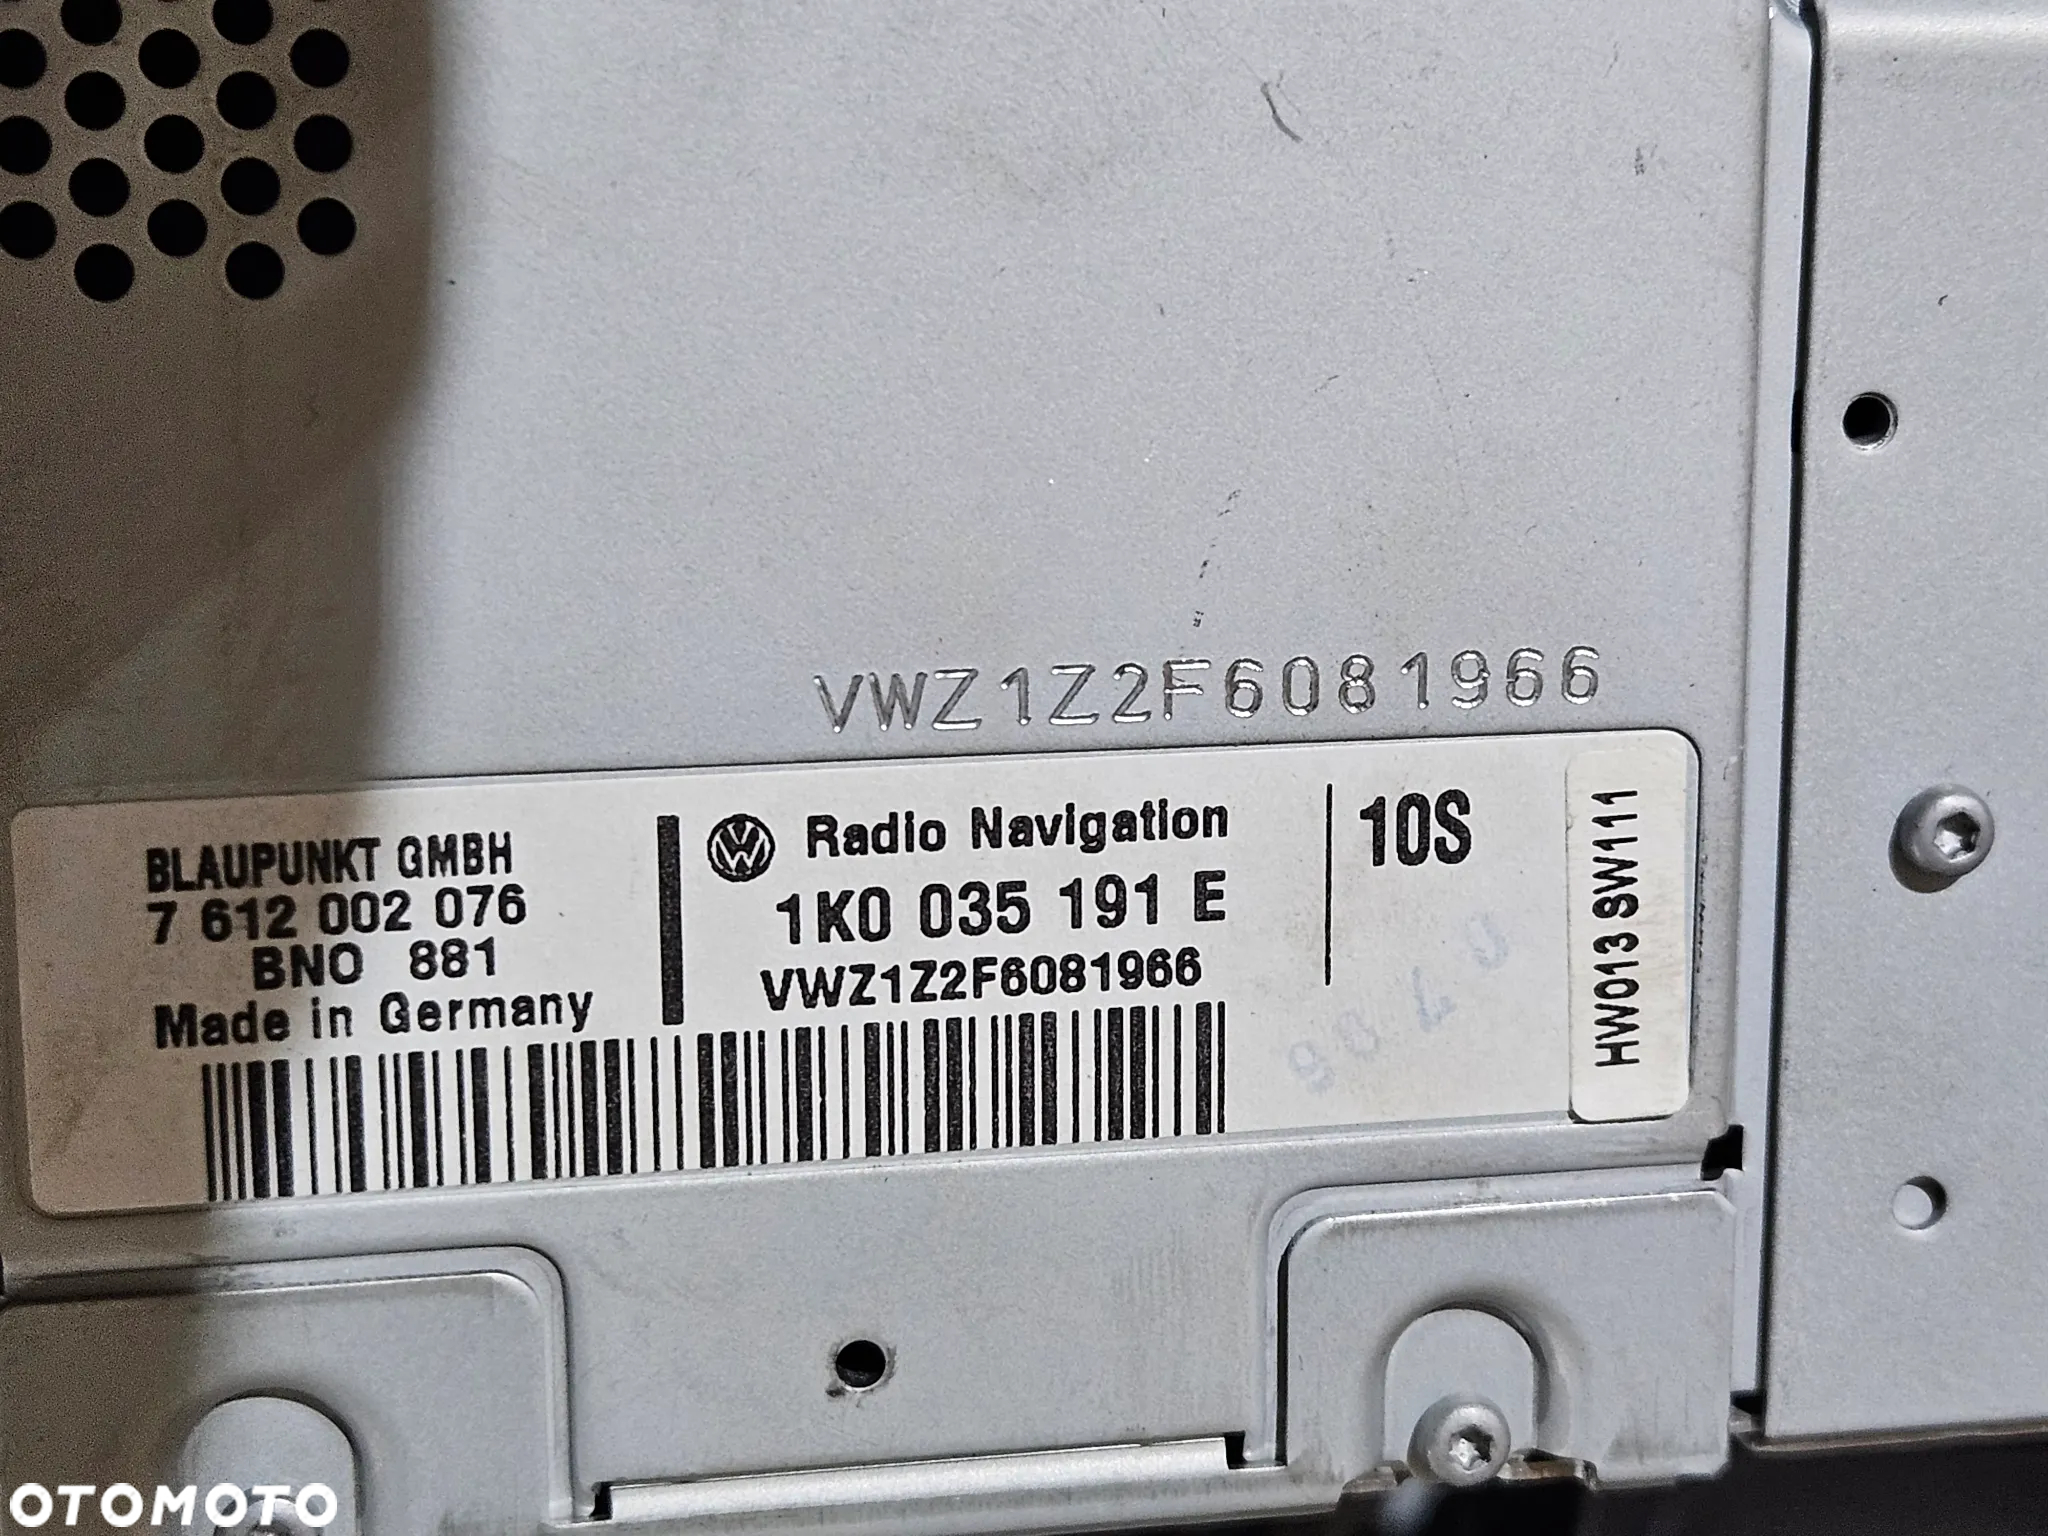 VWZ1Z2F6081966
BLAUPUNKT GMBH
7 612 002 076
BNO 881
Made in Germany
Radio Navigation
1K0 035 191 E
VWZ1Z2F6081966
10S
HW013 SW111
OTOMOTO